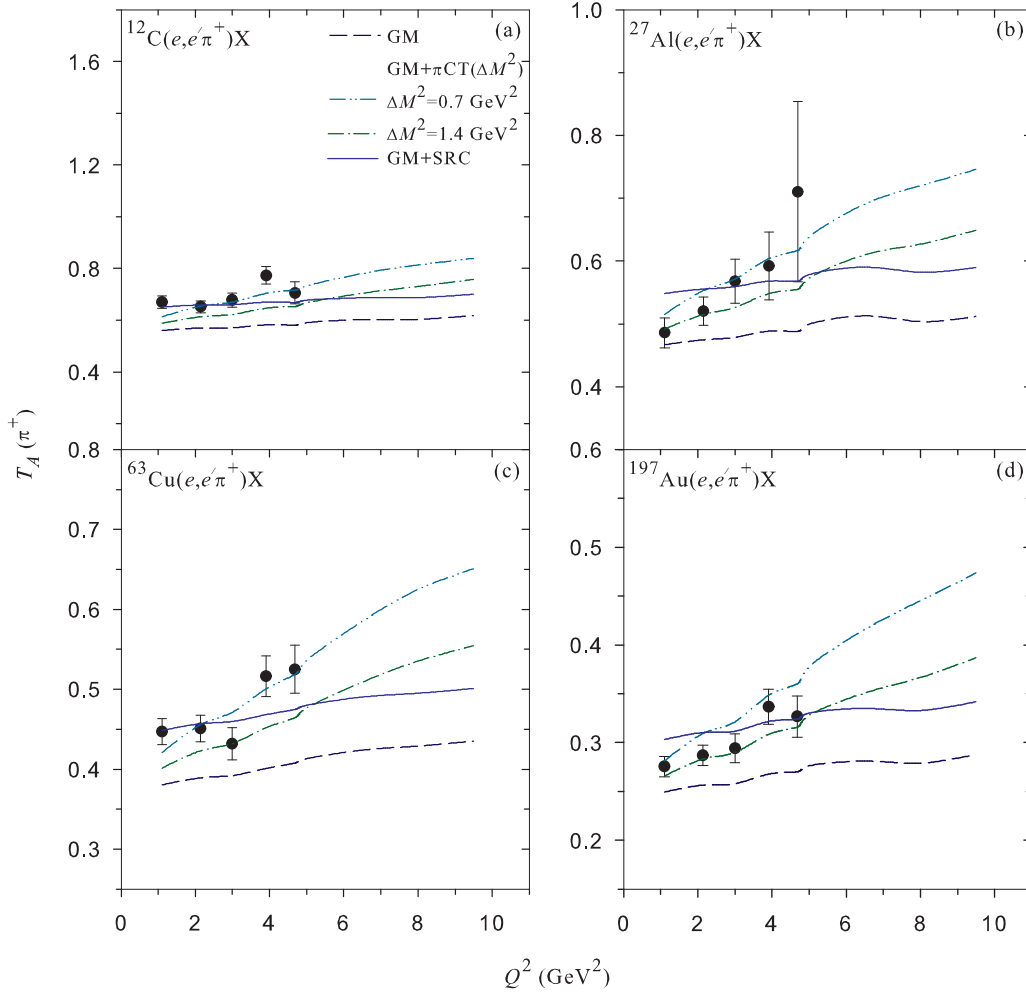 ¹²C(e,e′π⁺)X (a)
GM
GM+πCT(ΔM²)
ΔM²=0.7 GeV²
ΔM²=1.4 GeV²
GM+SRC
1.6
1.2
0.8
0.4
0.8
²⁷Al(e,e′π⁺)X (b)
1.0
0.8
0.6
0.4
0.6
T_A(π⁺)
⁶³Cu(e,e′π⁺)X (c)
0.7
0.6
0.5
0.4
0.3
0 2 4 6 8 10
¹⁹⁷Au(e,e′π⁺)X (d)
0.5
0.4
0.3
0.2
0 2 4 6 8 10
Q² (GeV²)